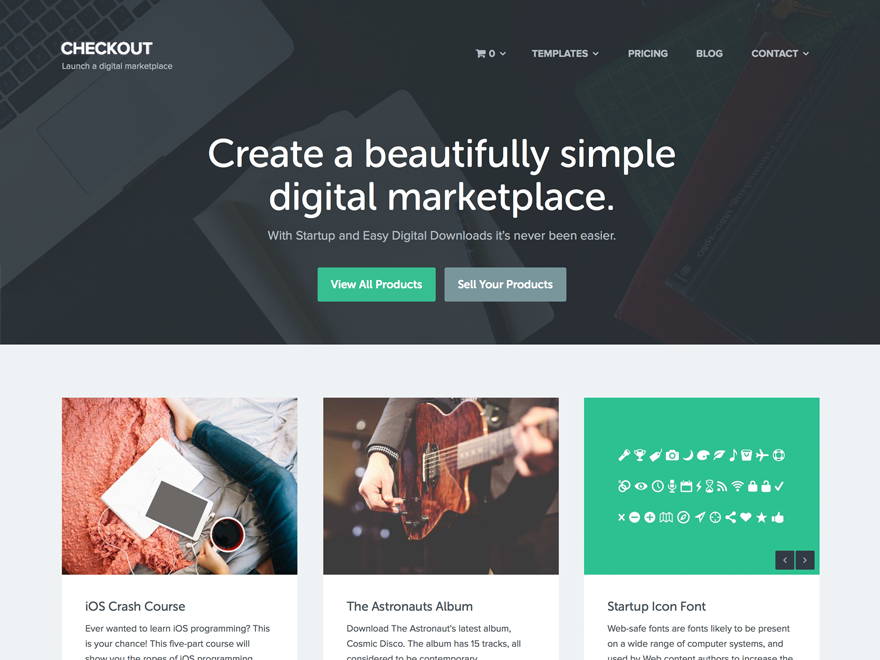 CHECKOUT
Launch a digital marketplace
0
TEMPLATES
PRICING
BLOG
CONTACT
Create a beautifully simple
digital marketplace.
With Startup and Easy Digital Downloads it's never been easier.
View All Products
Sell Your Products
iOS Crash Course
Ever wanted to learn iOS programming? This
is your chance! This five-part course will
show you the ropes of iOS programming
The Astronauts Album
Download The Astronaut's latest album,
Cosmic Disco. The album has 15 tracks, all
considered to be contemporary
Startup Icon Font
Web-safe fonts are fonts likely to be present
on a wide range of computer systems, and
used by Web content authors to increase the